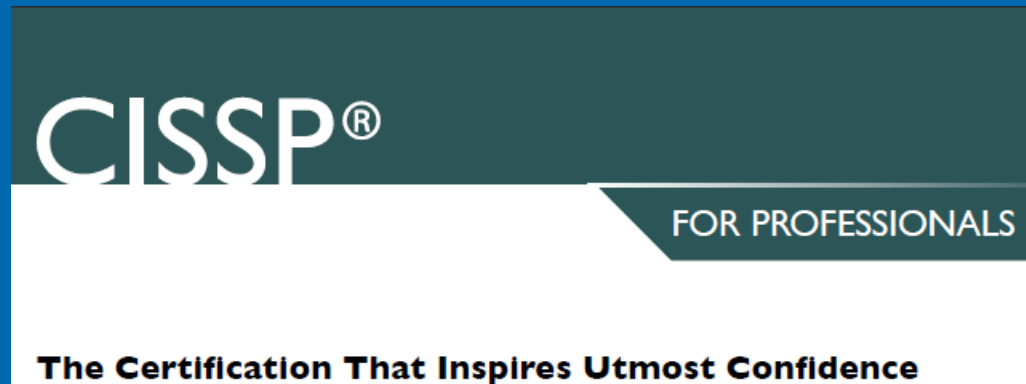 CISSP®
FOR PROFESSIONALS
The Certification That Inspires Utmost Confidence